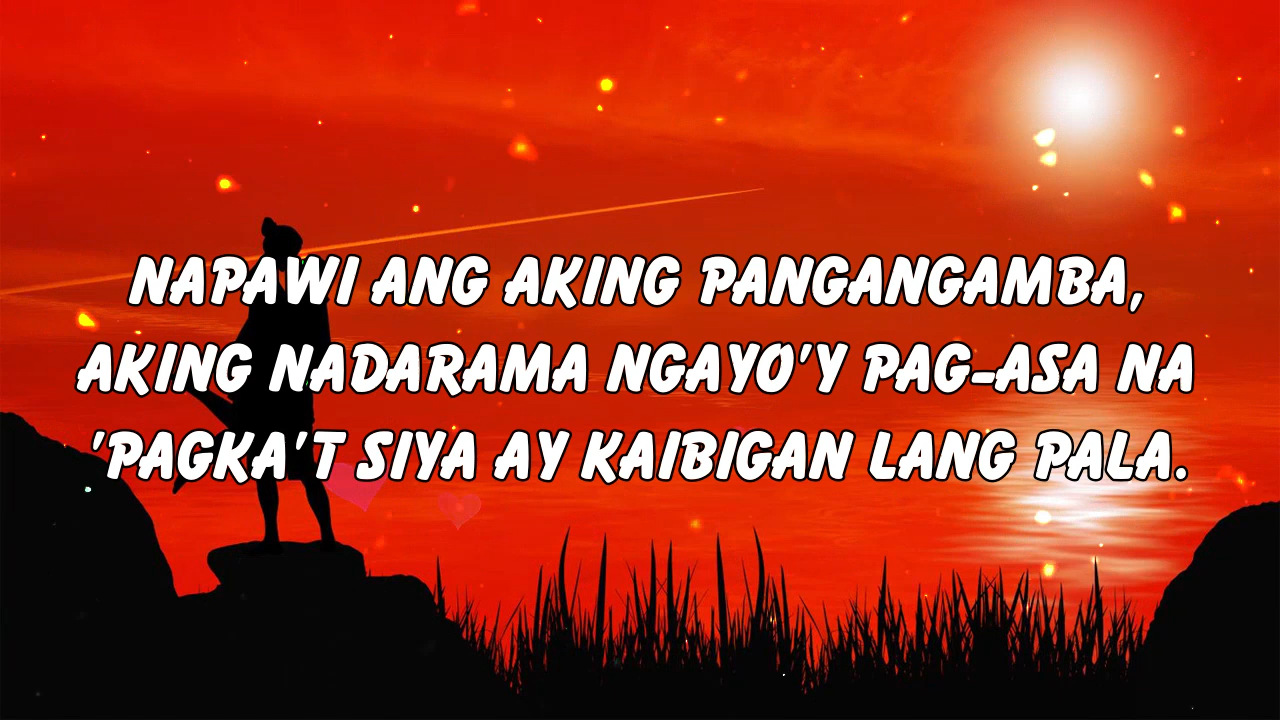 NAPAWI ANG AKING PANGANGAMBA,
AKING NADARAMA NGAYO'Y PAG-ASA NA
'PAGKA'T SIYA AY KAIBIGAN LANG PALA.